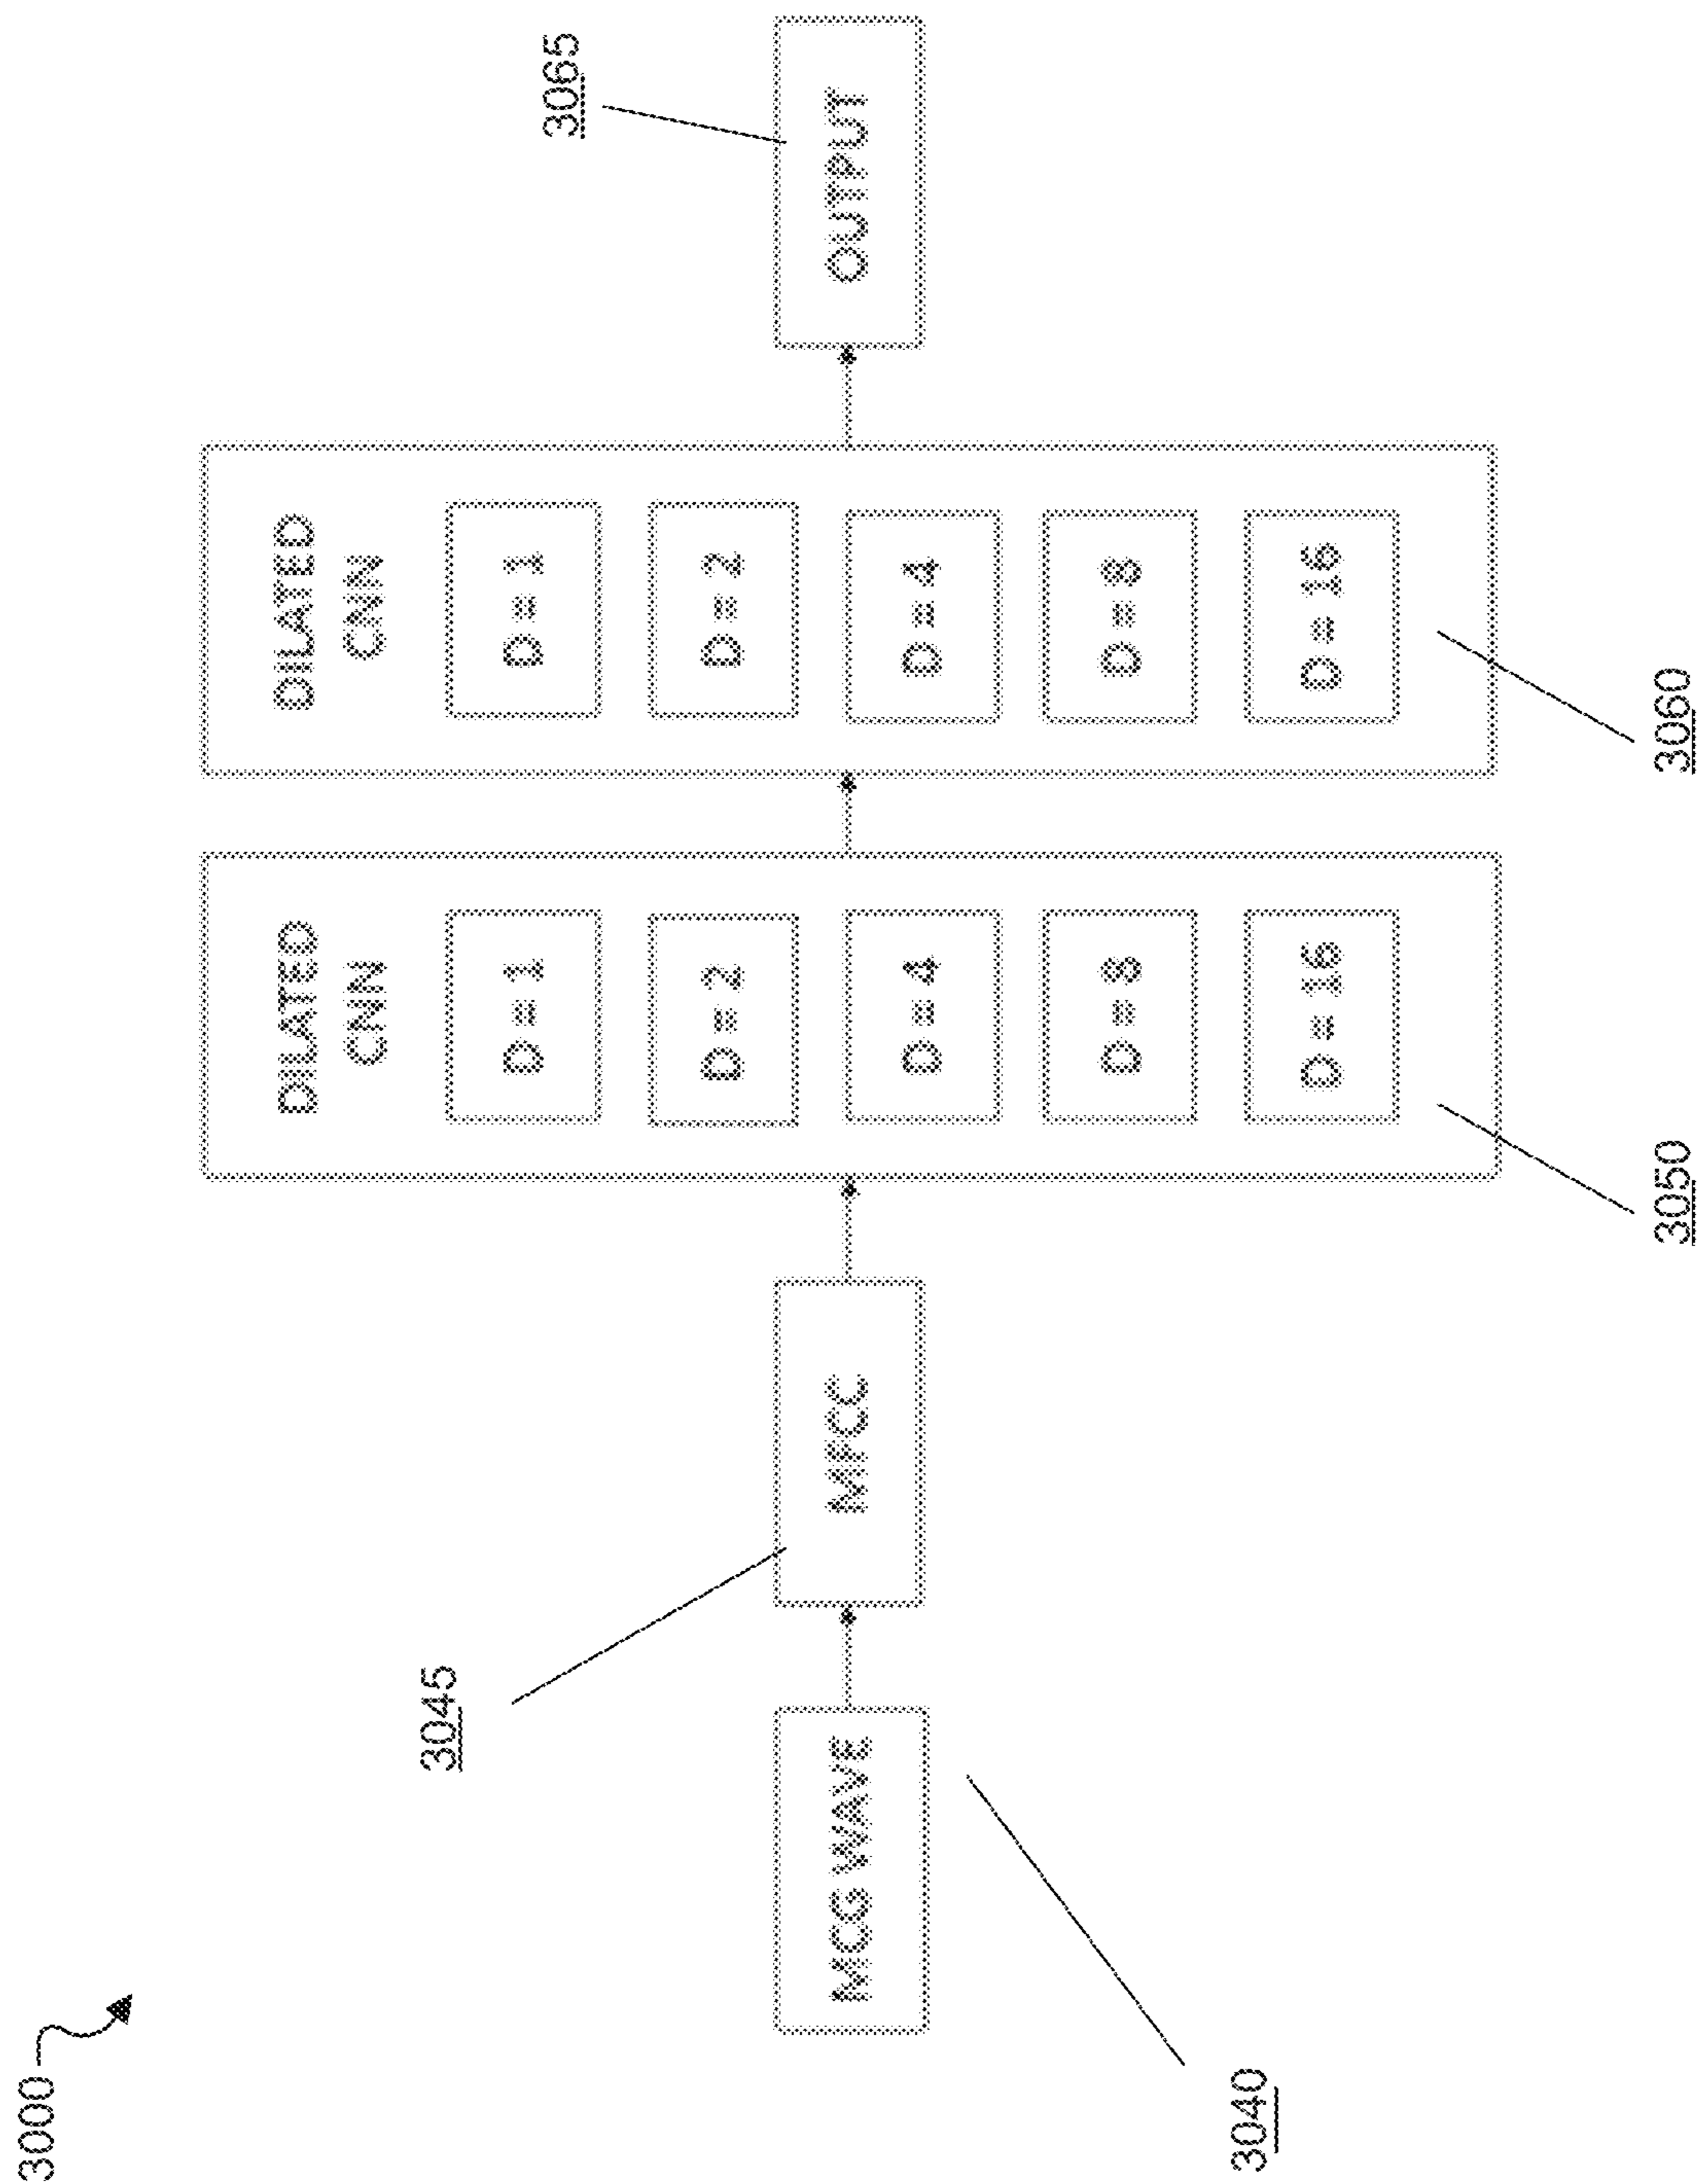 3000
3040
MCG WAVE
3045
MFCC
3050
DILATED
CNN
D = 1
D = 2
D = 4
D = 8
D = 16
3060
DILATED
CNN
D = 1
D = 2
D = 4
D = 8
D = 16
3065
OUTPUT